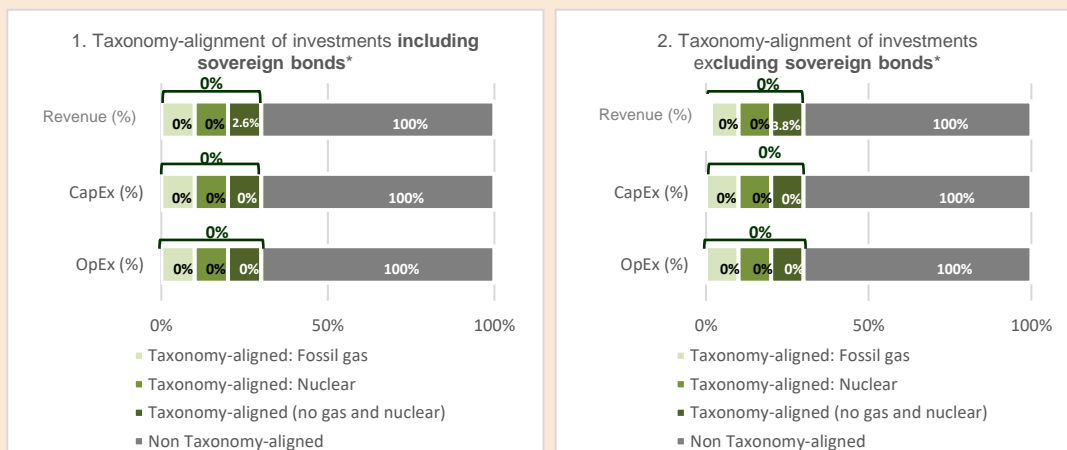 1. Taxonomy-alignment of investments including
sovereign bonds*
0%
Revenue (%)
0% 0% 2.6% 100%
0%
CapEx (%)
0% 0% 0% 100%
0%
OpEx (%)
0% 0% 0% 100%
0% 50% 100%
Taxonomy-aligned: Fossil gas
Taxonomy-aligned: Nuclear
Taxonomy-aligned (no gas and nuclear)
Non Taxonomy-aligned
2. Taxonomy-alignment of investments
excluding sovereign bonds*
0%
Revenue (%)
0% 0% 3.8% 100%
0%
CapEx (%)
0% 0% 0% 100%
0%
OpEx (%)
0% 0% 0% 100%
0% 50% 100%
Taxonomy-aligned: Fossil gas
Taxonomy-aligned: Nuclear
Taxonomy-aligned (no gas and nuclear)
Non Taxonomy-aligned